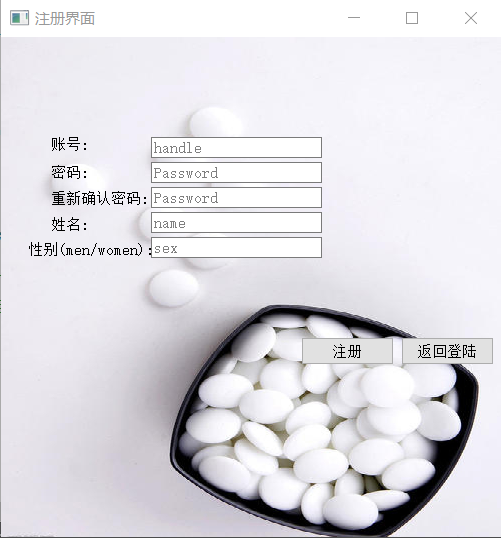 注册界面
账号:
handle
密码:
Password
重新确认密码:
Password
姓名:
name
性别(men/women):
sex
注册
返回登陆